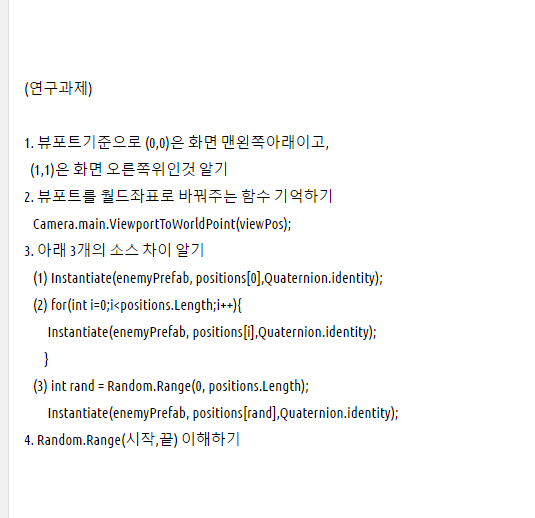 (연구과제)
1. 뷰포트기준으로 (0,0)은 화면 맨왼쪽아래이고,
(1,1)은 화면 오른쪽위인것 알기
2. 뷰포트를 월드좌표로 바꿔주는 함수 기억하기
Camera.main.ViewportToWorldPoint(viewPos);
3. 아래 3개의 소스 차이 알기
(1) Instantiate(enemyPrefab, positions[0],Quaternion.identity);
(2) for(int i=0;i<positions.Length;i++){
Instantiate(enemyPrefab, positions[i],Quaternion.identity);
}
(3) int rand = Random.Range(0, positions.Length);
Instantiate(enemyPrefab, positions[rand],Quaternion.identity);
4. Random.Range(시작,끝) 이해하기